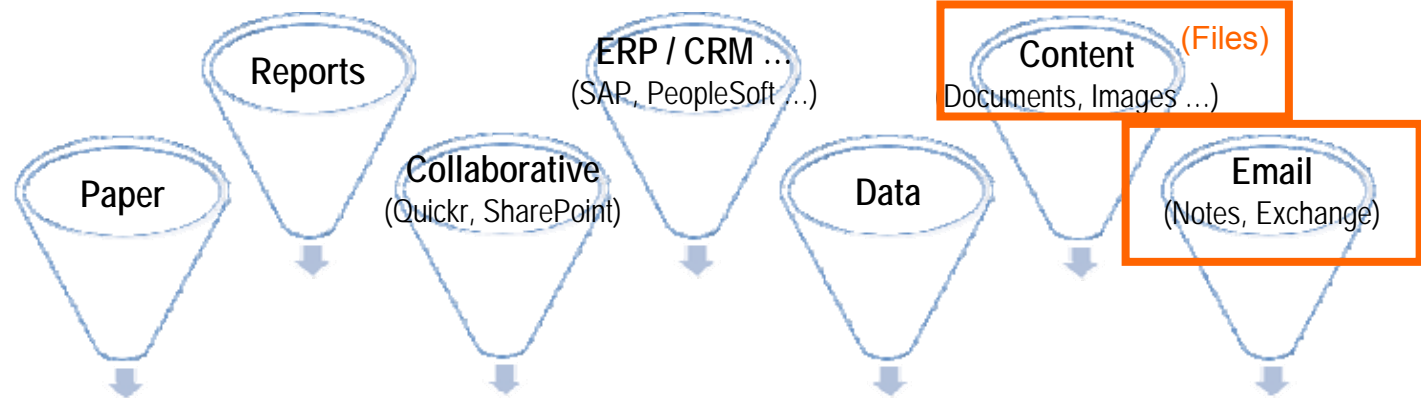 Paper
Reports
Collaborative
(Quickr, SharePoint)
ERP / CRM ...
(SAP, PeopleSoft ...)
Data
Content
(Files)
(Documents, Images ...)
Email
(Notes, Exchange)